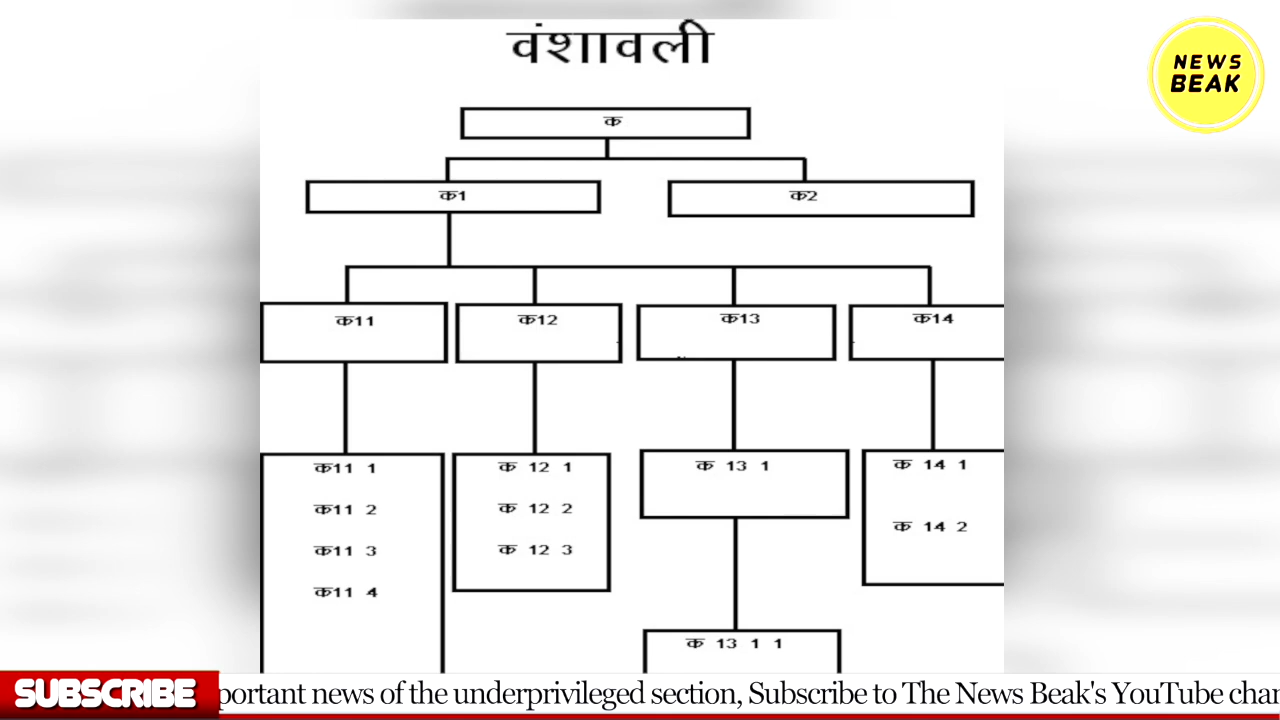 वंशावली
NEWS
BEAK
क
क1
क2
क11
क12
क13
क14
क11 1
क11 2
क11 3
क11 4
क 12 1
क 12 2
क 12 3
क 13 1
क 14 1
क 14 2
क 13 1 1
SUBSCRIBE
portant news of the underprivileged section, Subscribe to The News Beak's YouTube chan